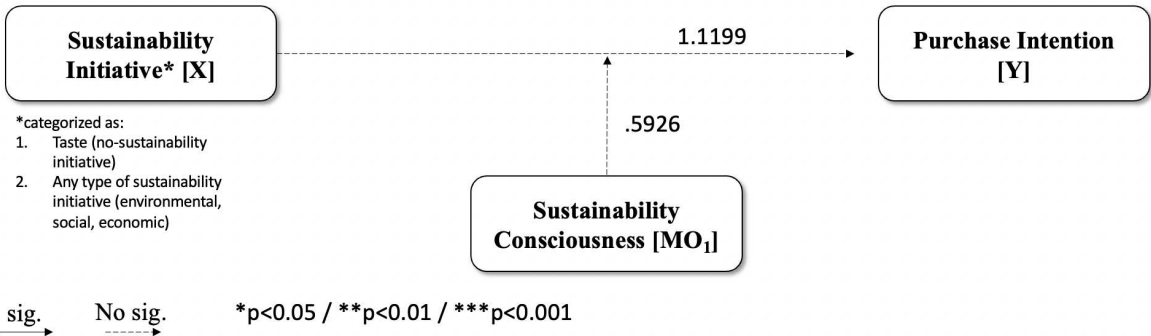 Sustainability
Initiative* [X]
1.1199
Purchase Intention
[Y]
*categorized as:
1. Taste (no-sustainability
initiative)
2. Any type of sustainability
initiative (environmental,
social, economic)
.5926
Sustainability
Consciousness [MO₁]
sig. No sig. *p<0.05 / **p<0.01 / ***p<0.001